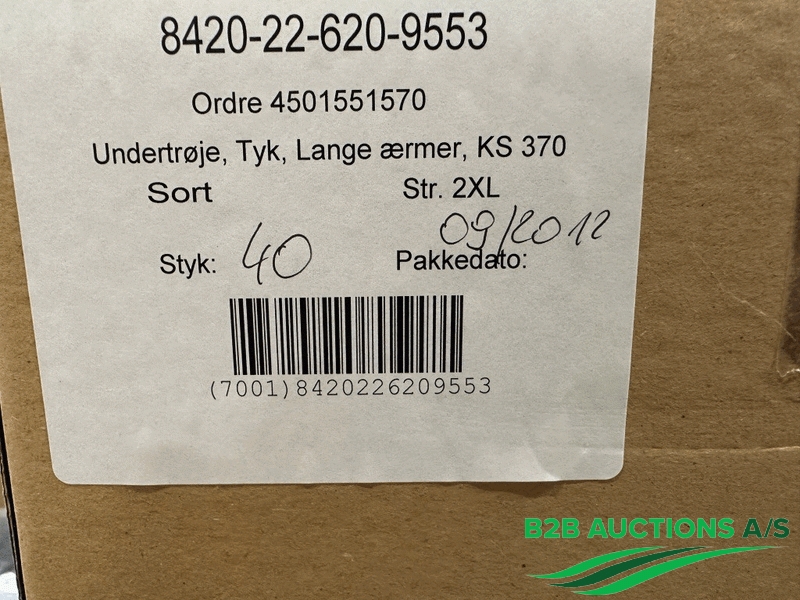 8420-22-620-9553
Ordre 4501551570
Undertrøje, Tyk, Lange ærmer, KS 370
Sort Str. 2XL
09/2012
Styk: 40 Pakkedato:
(7001)8420226209553
B2B AUCTIONS A/S